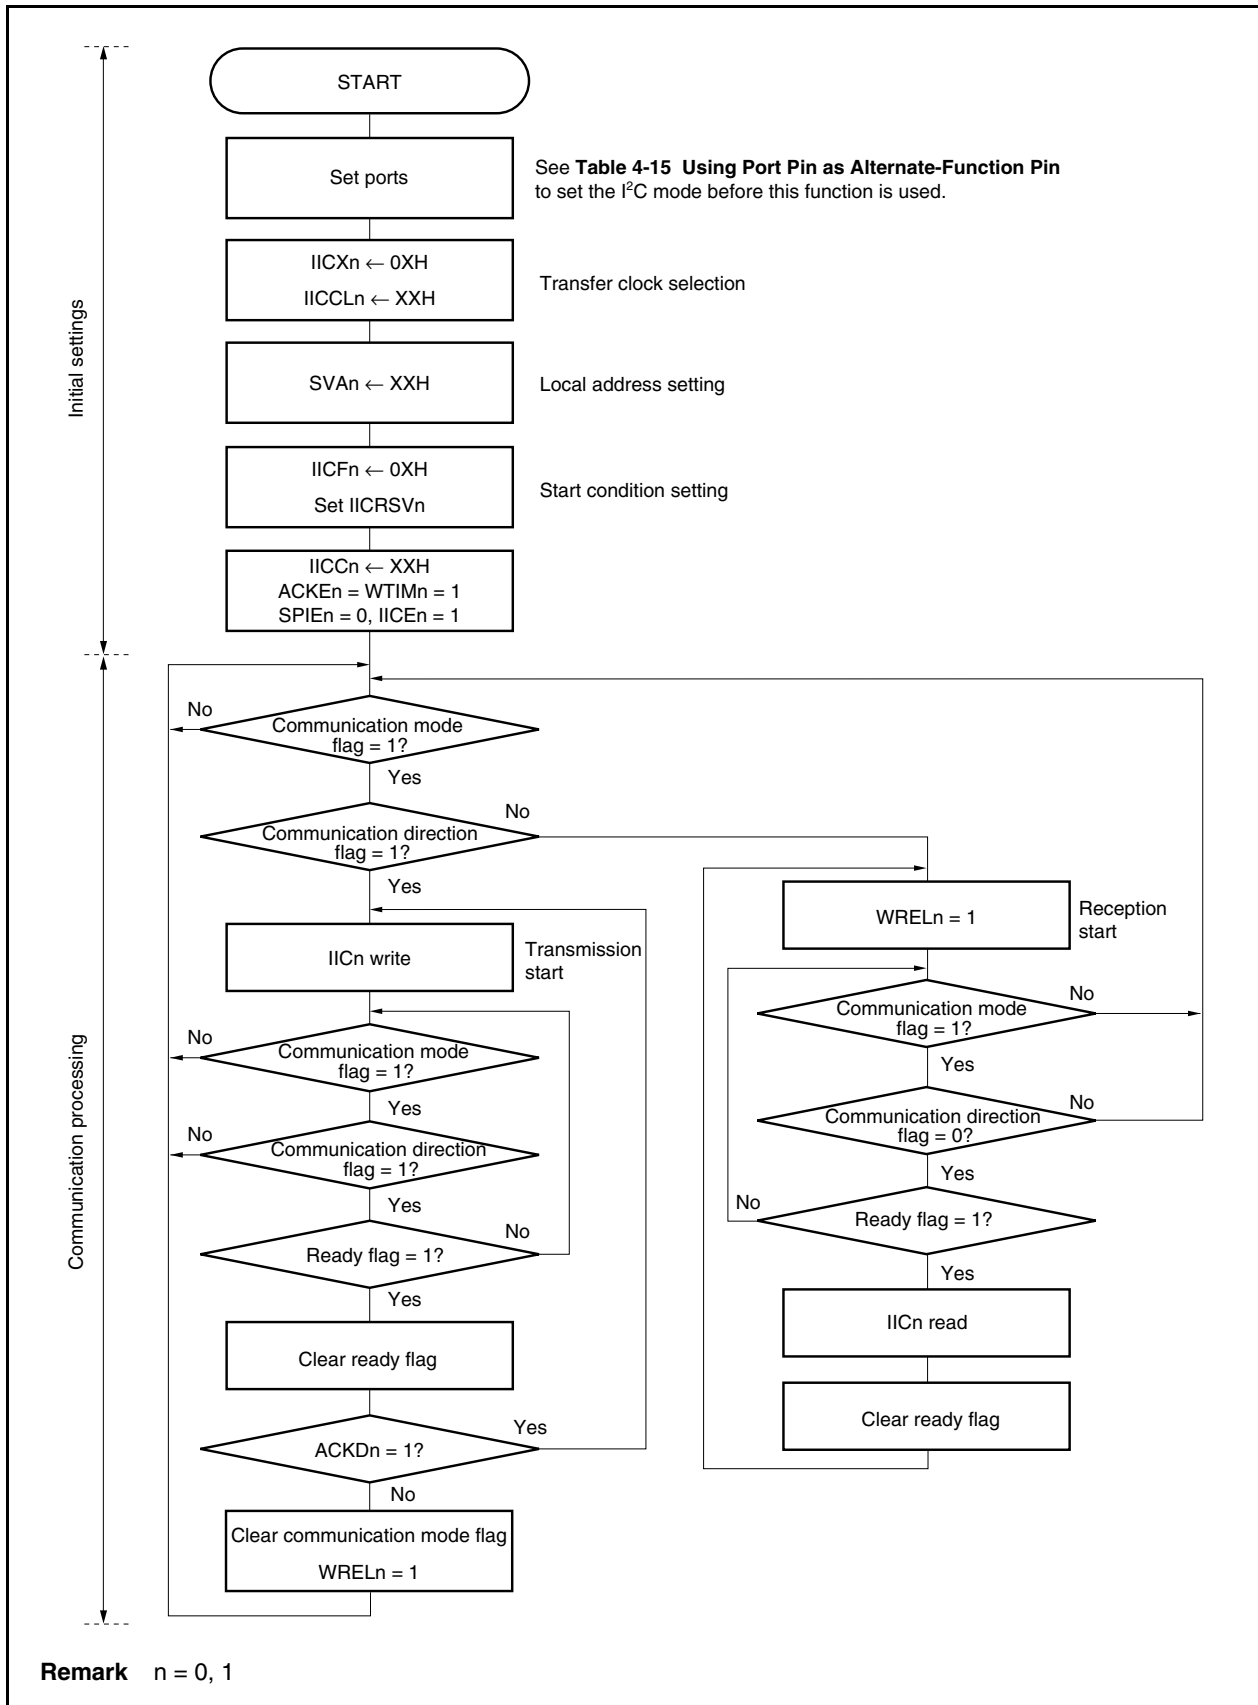 START
Set ports
See Table 4-15 Using Port Pin as Alternate-Function Pin
to set the I²C mode before this function is used.
IICXn ← 0XH
IICCLn ← XXH
Transfer clock selection
Initial settings
SVAn ← XXH
Local address setting
IICFn ← 0XH
Set IICRSVn
Start condition setting
IICCn ← XXH
ACKEn = WTIMn = 1
SPIEn = 0, IICEn = 1
No
Communication mode
flag = 1?
Yes
No
Communication direction
flag = 1?
Yes
IICn write
Transmission
start
No
Communication mode
flag = 1?
Yes
No
Communication direction
flag = 1?
Yes
Ready flag = 1?
No
Yes
Clear ready flag
Yes
ACKDn = 1?
No
Clear communication mode flag
WRELn = 1
Communication processing
WRELn = 1
Reception
start
No
Communication mode
flag = 1?
Yes
No
Communication direction
flag = 0?
Yes
No
Ready flag = 1?
Yes
IICn read
Clear ready flag
Remark n = 0, 1